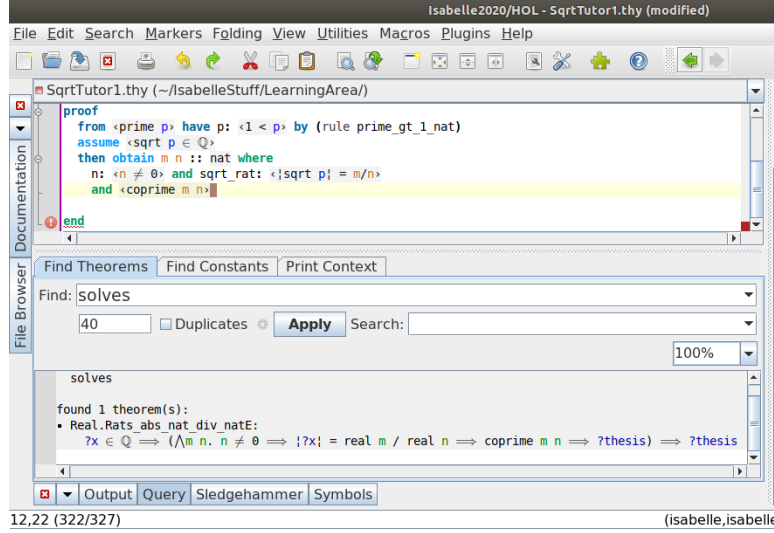 Isabelle2020/HOL - SqrtTutor1.thy (modified)
File Edit Search Markers Folding View Utilities Macros Plugins Help
SqrtTutor1.thy (~/IsabelleStuff/LearningArea/)
proof
from ‹prime p› have p: ‹1 < p› by (rule prime_gt_1_nat)
assume ‹sqrt p ∈ ℚ›
then obtain m n :: nat where
n: ‹n ≠ 0› and sqrt_rat: ‹¦sqrt p¦ = m/n›
and ‹coprime m n›
end
Documentation
File Browser
Find Theorems Find Constants Print Context
Find: solves
40 Duplicates Apply Search:
100%
solves
found 1 theorem(s):
▪ Real.Rats_abs_nat_div_natE:
?x ∈ ℚ ⟹ (⋀m n. n ≠ 0 ⟹ ¦?x¦ = real m / real n ⟹ coprime m n ⟹ ?thesis) ⟹ ?thesis
Output Query Sledgehammer Symbols
12,22 (322/327) (isabelle,isabelle